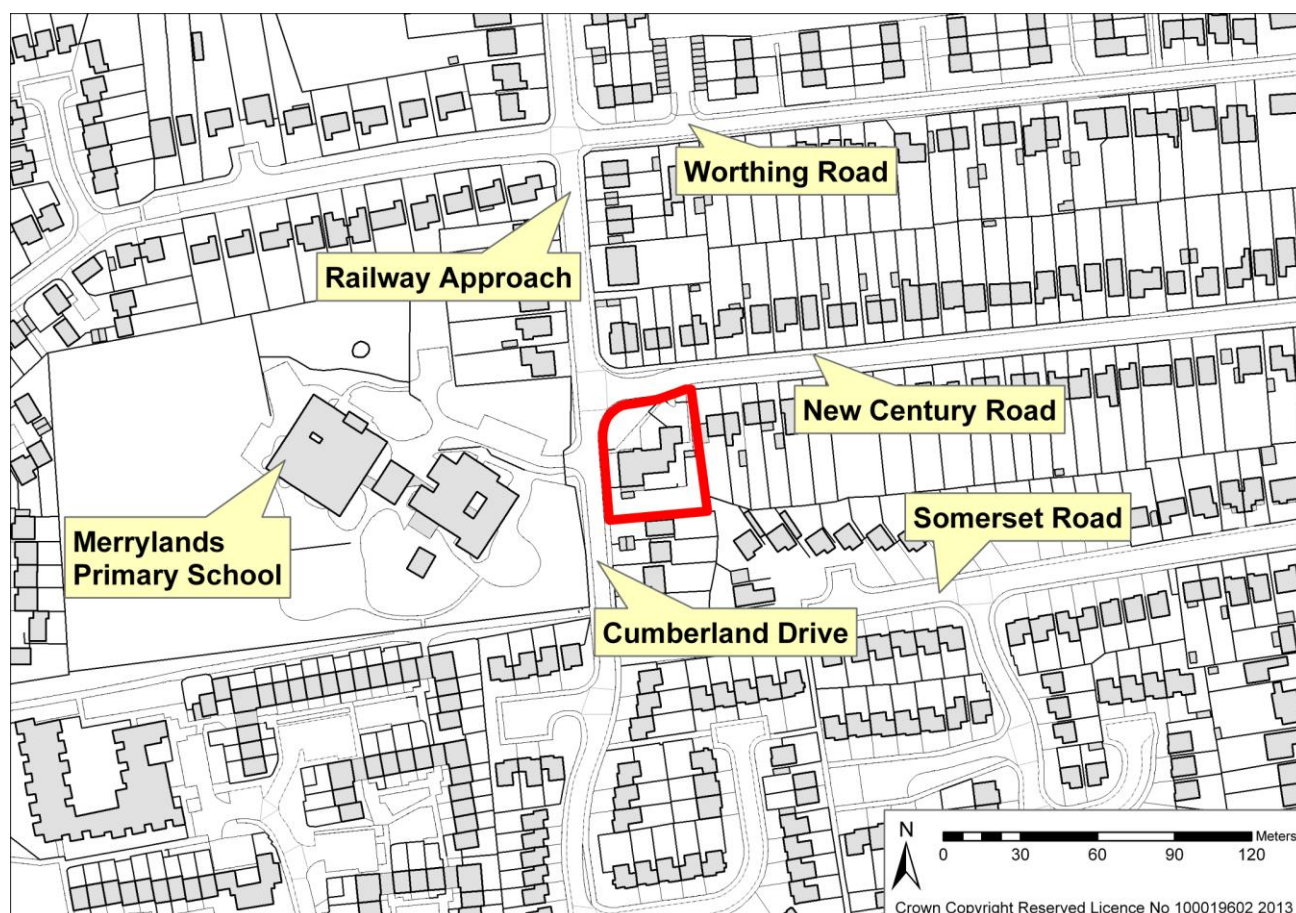 Worthing Road
Railway Approach
New Century Road
Merrylands
Primary School
Somerset Road
Cumberland Drive
N
Meters
0 30 60 90 120
Crown Copyright Reserved Licence No 100019602 2013